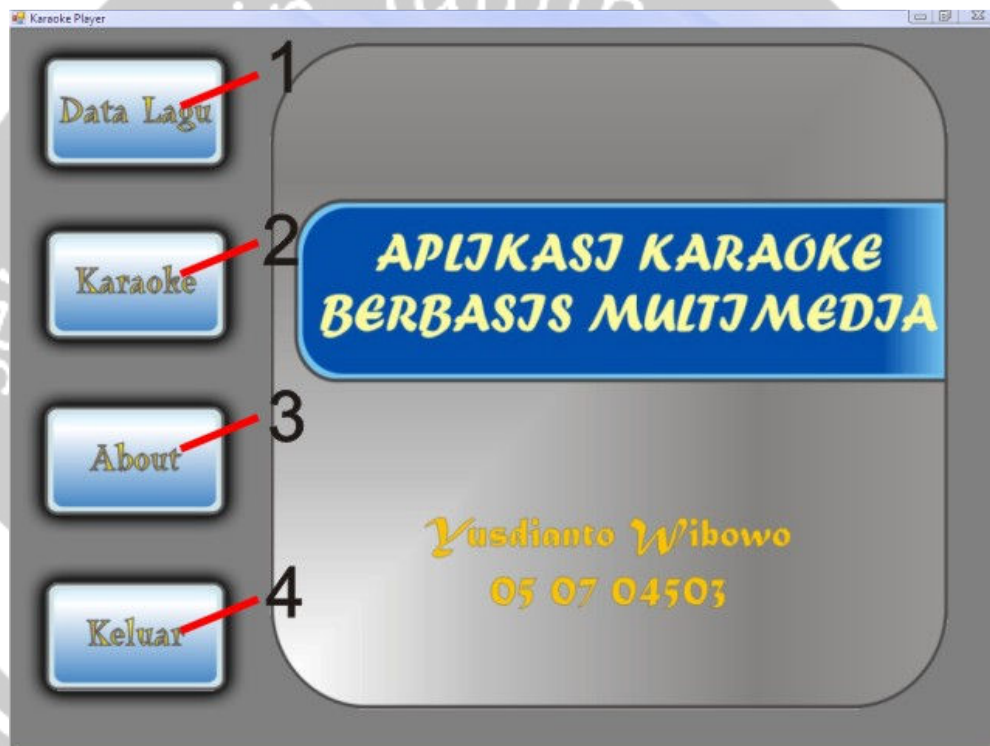 Karaoke Player
Data Lagu
1
Karaoke
2
About
3
Keluar
4
APLIKASI KARAOKE
BERBASIS MULTIMEDIA
Yusdianto Wibowo
05 07 04503